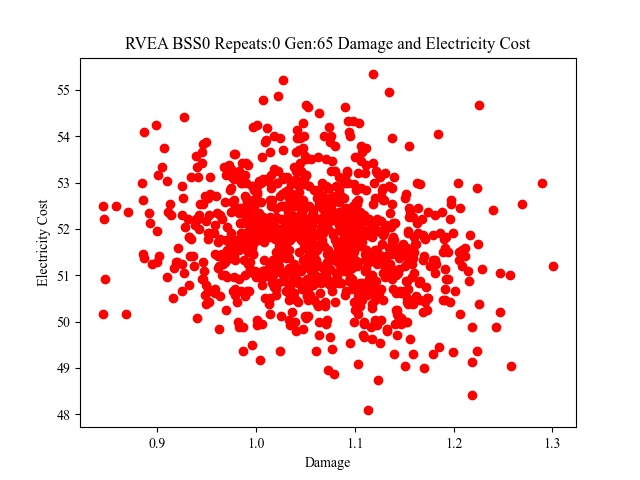 RVEA BSS0 Repeats:0 Gen:65 Damage and Electricity Cost
55
54
53
52
51
50
49
48
Electricity Cost
0.9 1.0 1.1 1.2 1.3
Damage